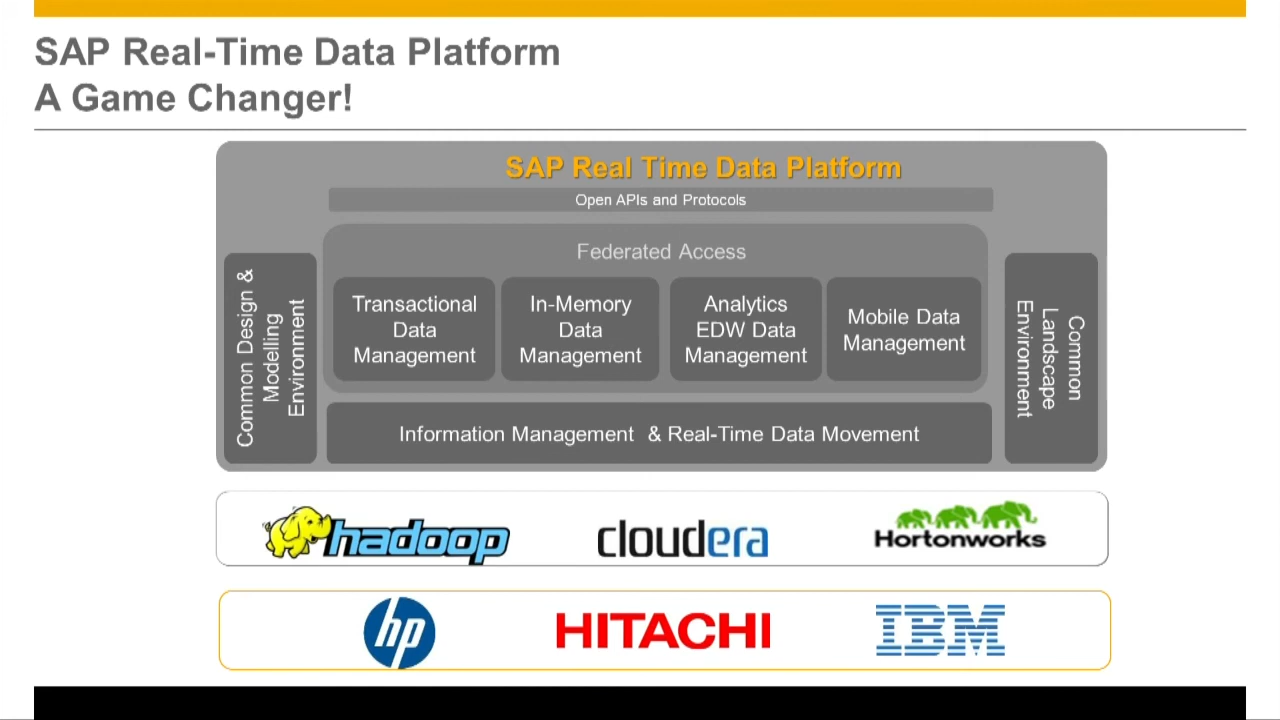 SAP Real-Time Data Platform
A Game Changer!
SAP Real Time Data Platform
Open APIs and Protocols
Federated Access
Common Design &
Modelling
Environment
Transactional
Data
Management
In-Memory
Data
Management
Analytics
EDW Data
Management
Mobile Data
Management
Common
Landscape
Environment
Information Management & Real-Time Data Movement
hadoop
cloudera
Hortonworks
hp
HITACHI
IBM